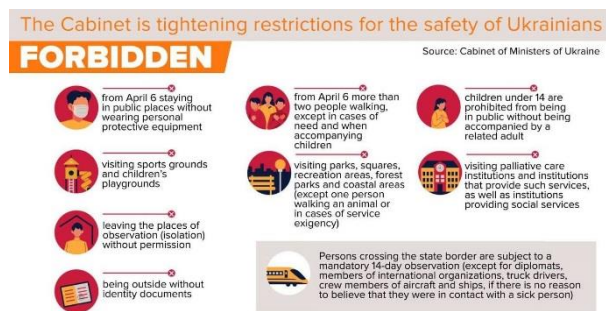 The Cabinet is tightening restrictions for the safety of Ukrainians
FORBIDDEN
Source: Cabinet of Ministers of Ukraine
from April 6 staying
in public places without
wearing personal
protective equipment
visiting sports grounds
and children's
playgrounds
leaving the places of
observation (isolation)
without permission
being outside without
identity documents
from April 6 more than
two people walking,
except in cases of
need and when
accompanying
children
visiting parks, squares,
recreation areas, forest
parks and coastal areas
(except one person
walking an animal or
in cases of service
exigency)
children under 14 are
prohibited from being
in public without being
accompanied by a
related adult
visiting palliative care
institutions and institutions
that provide such services,
as well as institutions
providing social services
Persons crossing the state border are subject to a
mandatory 14-day observation (except for diplomats,
members of international organizations, truck drivers,
crew members of aircraft and ships, if there is no reason
to believe that they were in contact with a sick person)